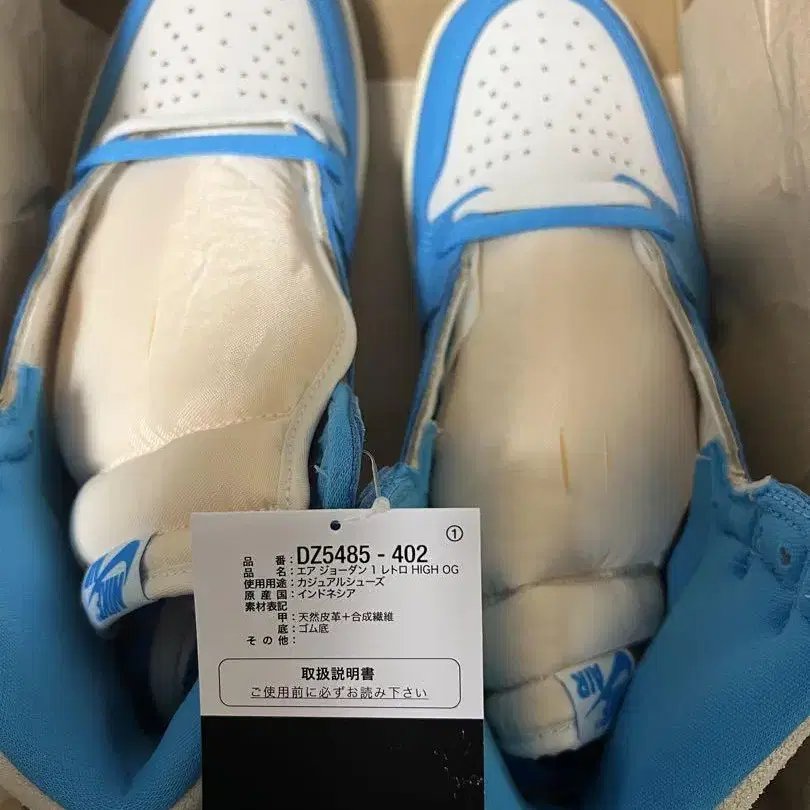 ①
品番：DZ5485 - 402
品名：エア ジョーダン 1 レトロ HIGH OG
使用用途：カジュアルシューズ
原産国：インドネシア
素材表記
甲：天然皮革＋合成繊維
底：ゴム底
その他：
取扱説明書
ご使用前に必ずお読み下さい
NIKE
AIR